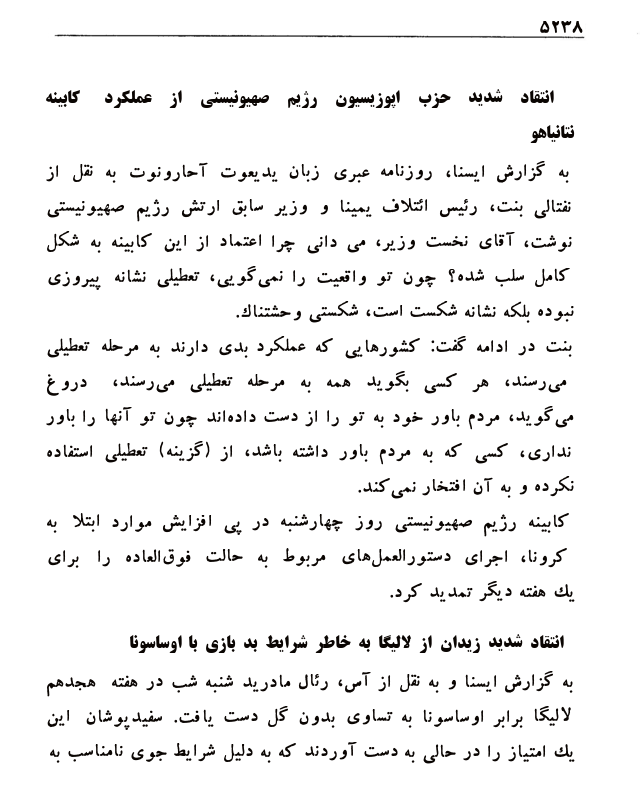 ۵۲۳۸
انتقاد شدید حزب اپوزیسیون رژیم صهیونیستی از عملکرد کابینه
نتانیاهو
به گزارش ایسنا، روزنامه عبری زبان یدیعوت آحارونوت به نقل از
نفتالی بنت، رئیس ائتلاف یمینا و وزیر سابق ارتش رژیم صهیونیستی
نوشت، آقای نخست وزیر، می دانی چرا اعتماد از این کابینه به شکل
کامل سلب شده؟ چون تو واقعیت را نمی‌گویی، تعطیلی نشانه پیروزی
نبوده بلکه نشانه شکست است، شکستی وحشتناك.
بنت در ادامه گفت: کشورهایی که عملکرد بدی دارند به مرحله تعطیلی
می‌رسند، هر کسی بگوید همه به مرحله تعطیلی می‌رسند، دروغ
می‌گوید، مردم باور خود به تو را از دست داده‌اند چون تو آنها را باور
نداری، کسی که به مردم باور داشته باشد، از (گزینه) تعطیلی استفاده
نکرده و به آن افتخار نمی‌کند.
کابینه رژیم صهیونیستی روز چهارشنبه در پی افزایش موارد ابتلا به
کرونا، اجرای دستورالعمل‌های مربوط به حالت فوق‌العاده را برای
یك هفته دیگر تمدید کرد.
انتقاد شدید زیدان از لالیگا به خاطر شرایط بد بازی با اوساسونا
به گزارش ایسنا و به نقل از آس، رئال مادرید شنبه شب در هفته هجدهم
لالیگا برابر اوساسونا به تساوی بدون گل دست یافت. سفیدپوشان این
یك امتیاز را در حالی به دست آوردند که به دلیل شرایط جوی نامناسب به